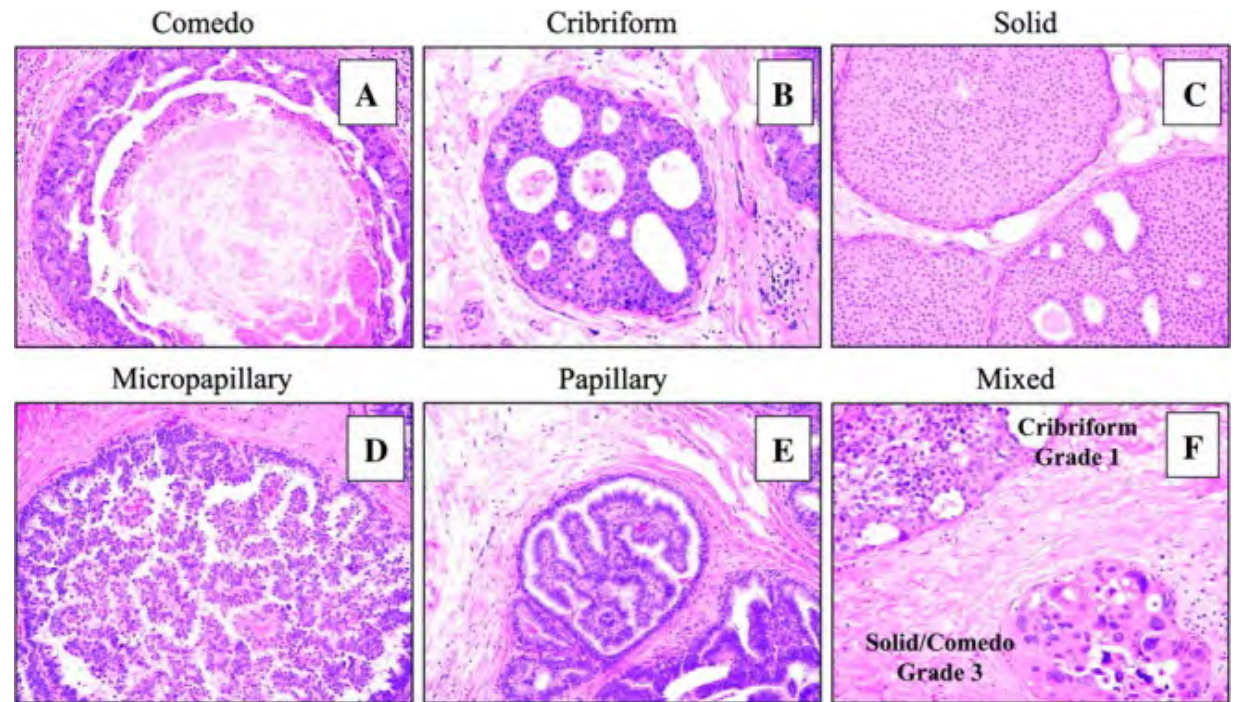 Comedo
Cribriform
Solid
A
B
C
Micropapillary
Papillary
Mixed
D
E
F
Cribriform
Grade 1
Solid/Comedo
Grade 3